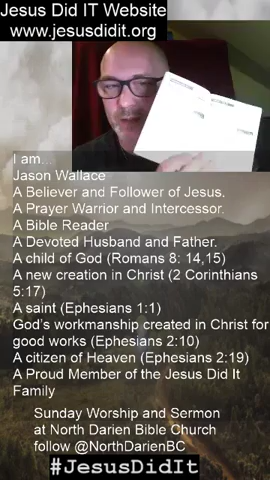 Jesus Did IT Website
www.jesusdidit.org
I am...
Jason Wallace
A Believer and Follower of Jesus.
A Prayer Warrior and Intercessor.
A Bible Reader
A Devoted Husband and Father.
A child of God (Romans 8: 14,15)
A new creation in Christ (2 Corinthians
5:17)
A saint (Ephesians 1:1)
God's workmanship created in Christ for
good works (Ephesians 2:10)
A citizen of Heaven (Ephesians 2:19)
A Proud Member of the Jesus Did It
Family
Sunday Worship and Sermon
at North Darien Bible Church
follow @NorthDarienBC
#JesusDidIt